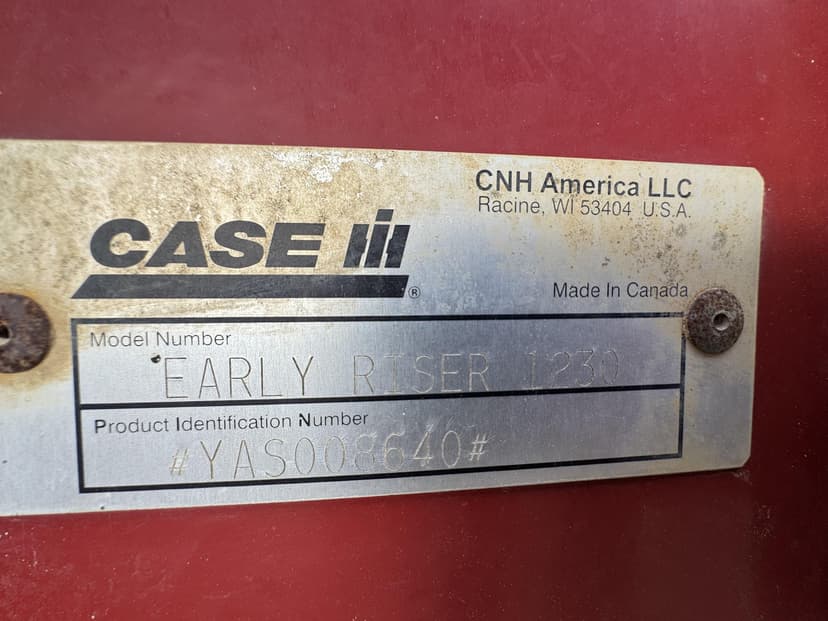 CNH America LLC
Racine, WI 53404 U.S.A.
CASE IH ®
Made In Canada
Model Number
EARLY RISER 1230
Product Identification Number
#YAS008640#